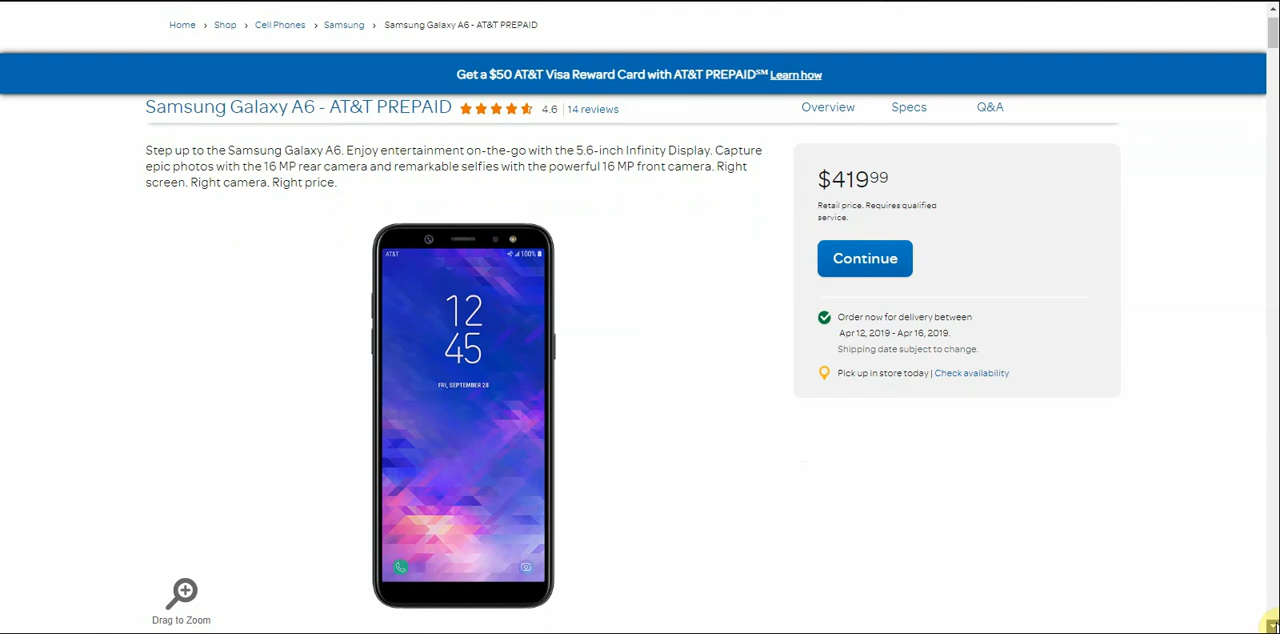 Home › Shop › Cell Phones › Samsung › Samsung Galaxy A6 - AT&T PREPAID
Get a $50 AT&T Visa Reward Card with AT&T PREPAID℠ Learn how
Samsung Galaxy A6 - AT&T PREPAID 4.6 | 14 reviews
Overview Specs Q&A
Step up to the Samsung Galaxy A6. Enjoy entertainment on-the-go with the 5.6-inch Infinity Display. Capture
epic photos with the 16 MP rear camera and remarkable selfies with the powerful 16 MP front camera. Right
screen. Right camera. Right price.
$41999
Retail price. Requires qualified
service.
Continue
Order now for delivery between
Apr 12, 2019 - Apr 16, 2019.
Shipping date subject to change.
Pick up in store today | Check availability
AT&T 100%
12
45
FRI, SEPTEMBER 28
Drag to Zoom